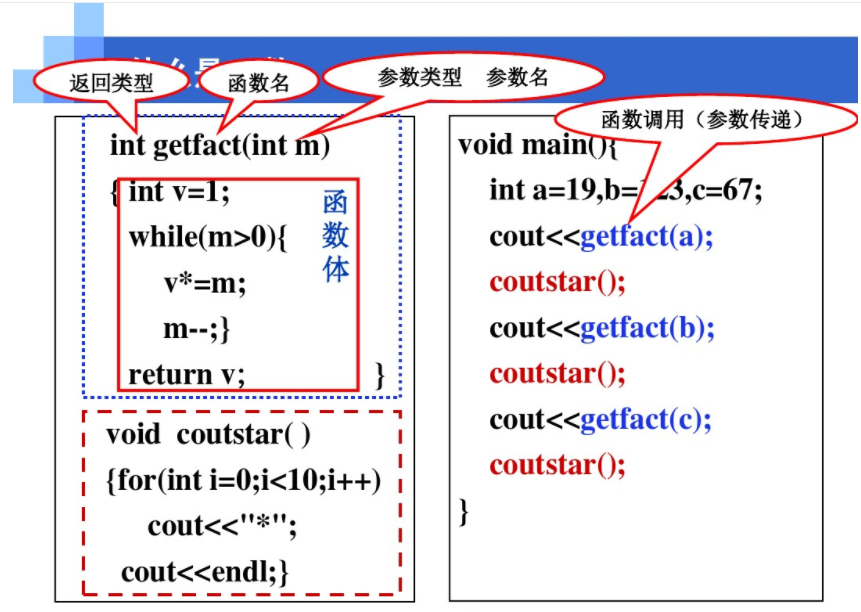 返回类型
函数名
参数类型 参数名
函数调用（参数传递）
int getfact(int m)
{ int v=1;
while(m>0){
v*=m;
m--;}
return v; }
函数体
void coutstar( )
{for(int i=0;i<10;i++)
cout<<"*";
cout<<endl;}
void main(){
int a=19,b=123,c=67;
cout<<getfact(a);
coutstar();
cout<<getfact(b);
coutstar();
cout<<getfact(c);
coutstar();
}